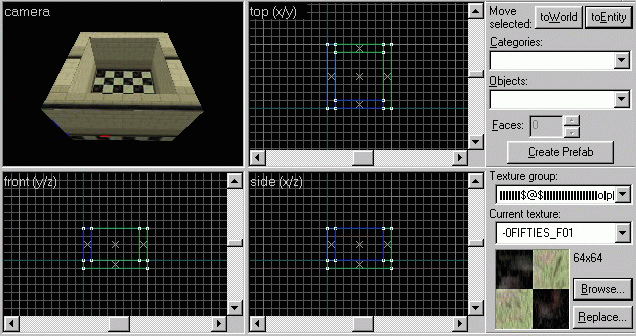 camera
top (x/y)
Move
selected:
toWorld
toEntity
Categories:
Objects:
Faces:
0
Create Prefab
front (y/z)
side (x/z)
Texture group:
Current texture:
-0FIFTIES_F01
64x64
Browse...
Replace...